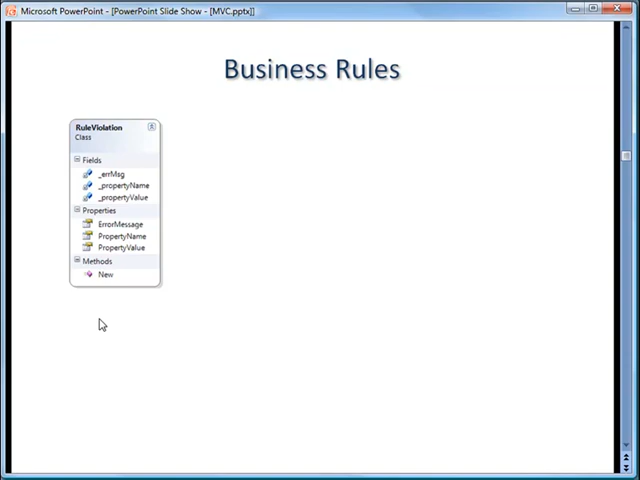 Microsoft PowerPoint - [PowerPoint Slide Show - [MVC.pptx]]
Business Rules
RuleViolation
Class
Fields
_errMsg
_propertyName
_propertyValue
Properties
ErrorMessage
PropertyName
PropertyValue
Methods
New